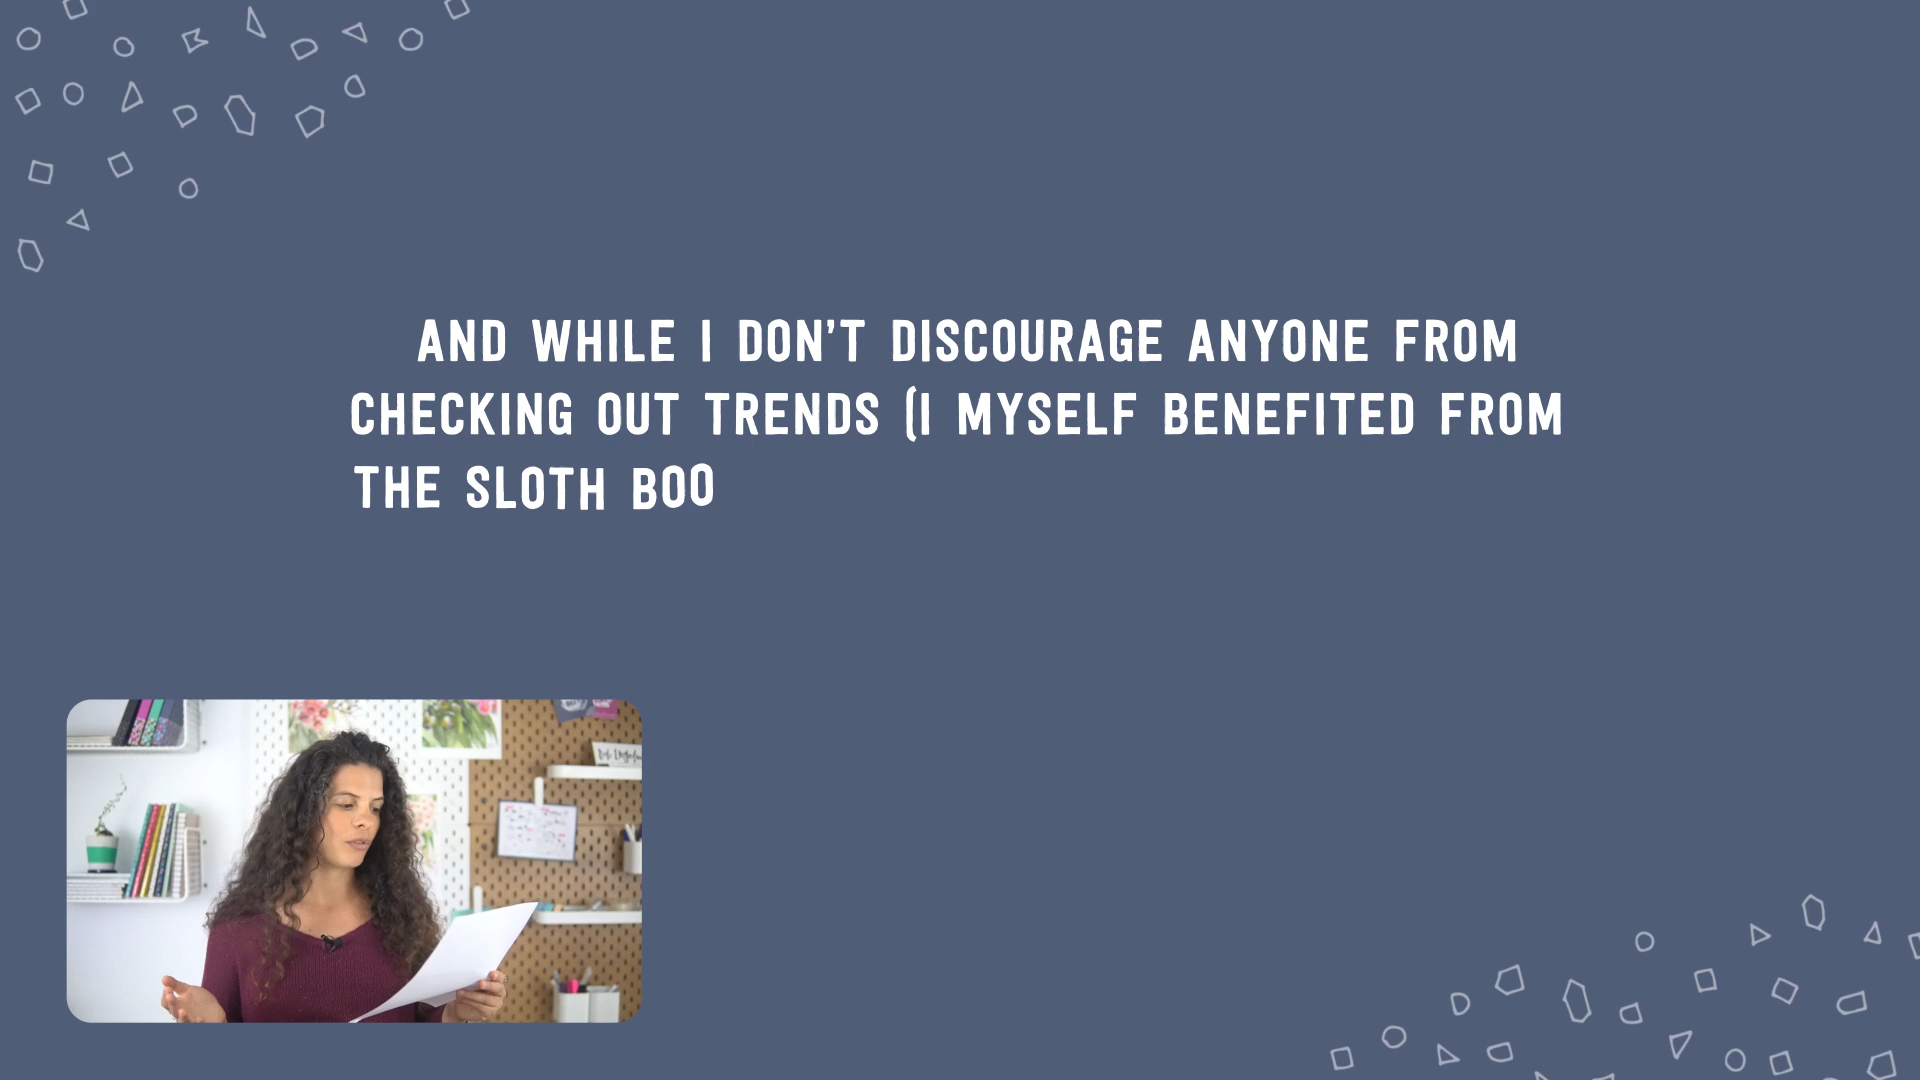 AND WHILE I DON'T DISCOURAGE ANYONE FROM
CHECKING OUT TRENDS (I MYSELF BENEFITED FROM
THE SLOTH BOO